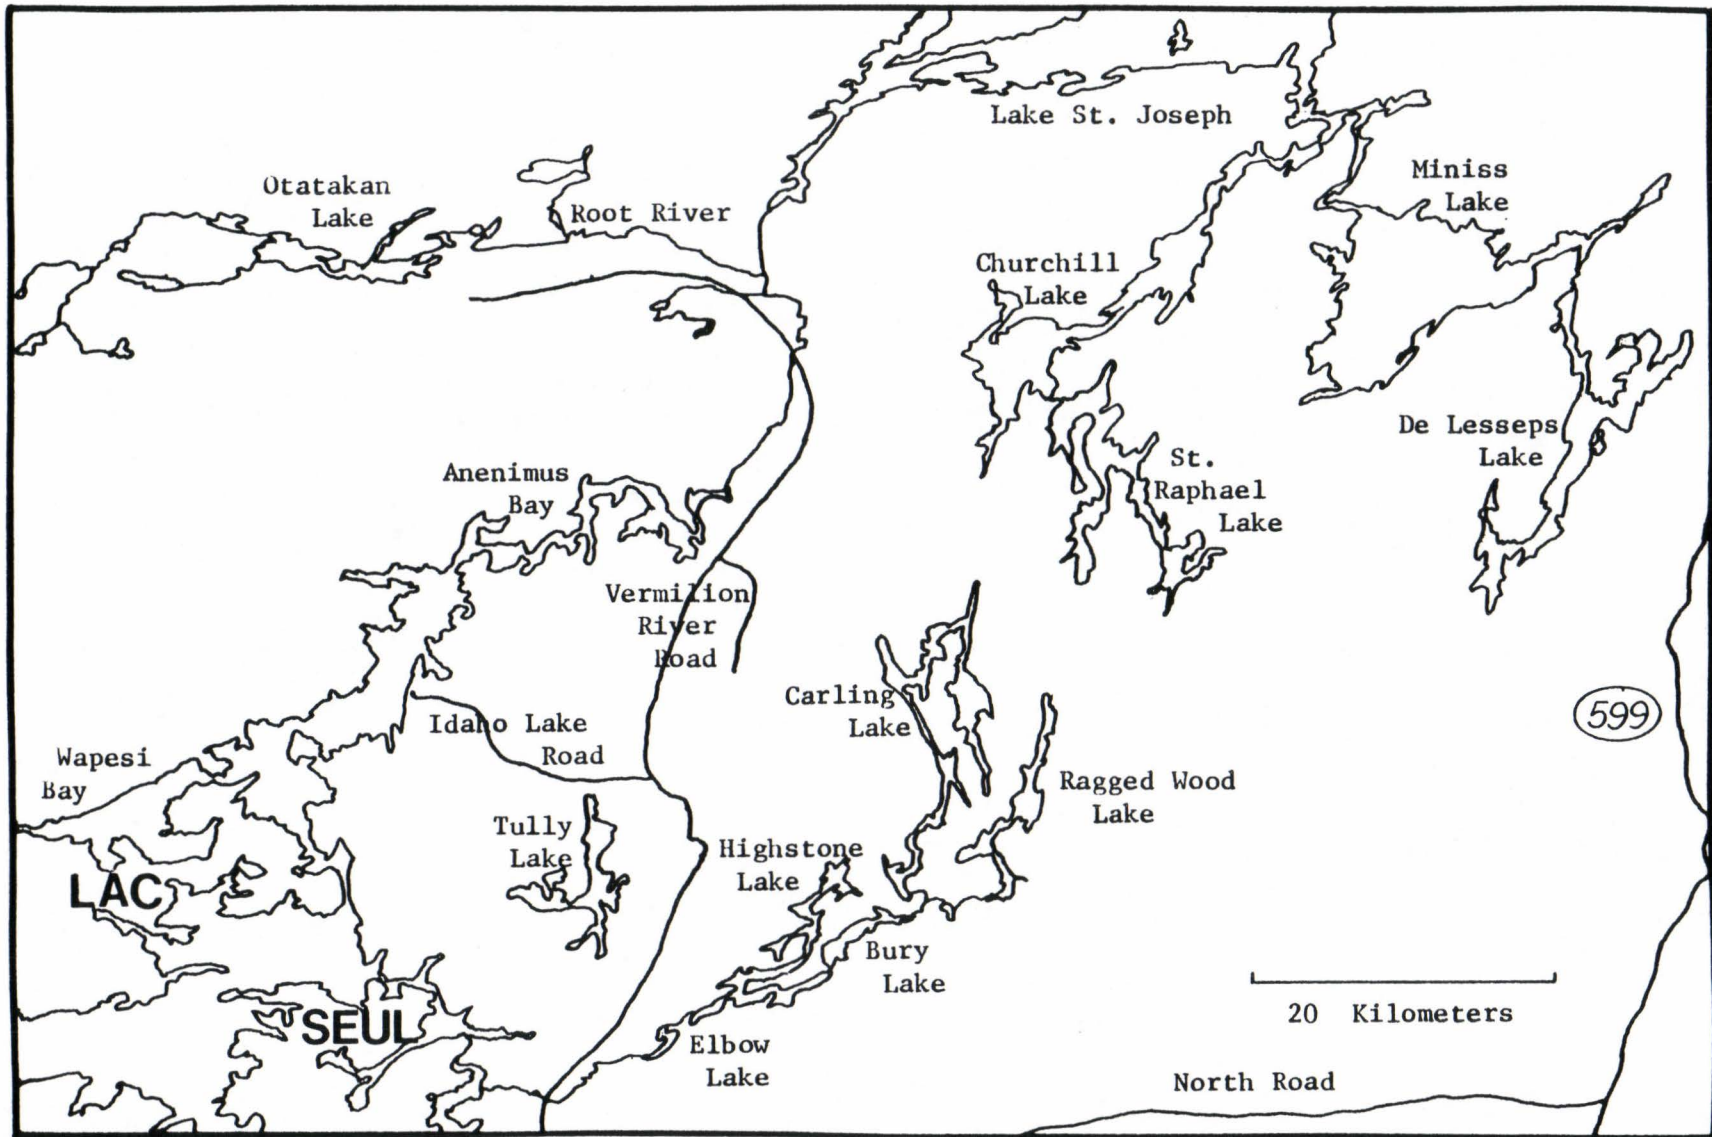 Lake St. Joseph
Otatakan
Lake
Root River
Miniss
Lake
Churchill
Lake
De Lesseps
Lake
St.
Raphael
Lake
Anenimus
Bay
Vermilion
River
Road
Carling
Lake
599
Idaho Lake
Road
Wapesi
Bay
Ragged Wood
Lake
Tully
Lake
Highstone
Lake
LAC
Bury
Lake
20 Kilometers
SEUL
Elbow
Lake
North Road